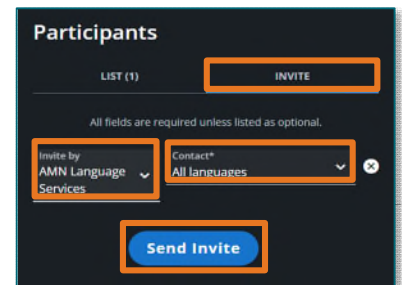 Participants
LIST (1)
INVITE
All fields are required unless listed as optional.
Invite by
AMN Language
Services
Contact*
All languages
Send Invite